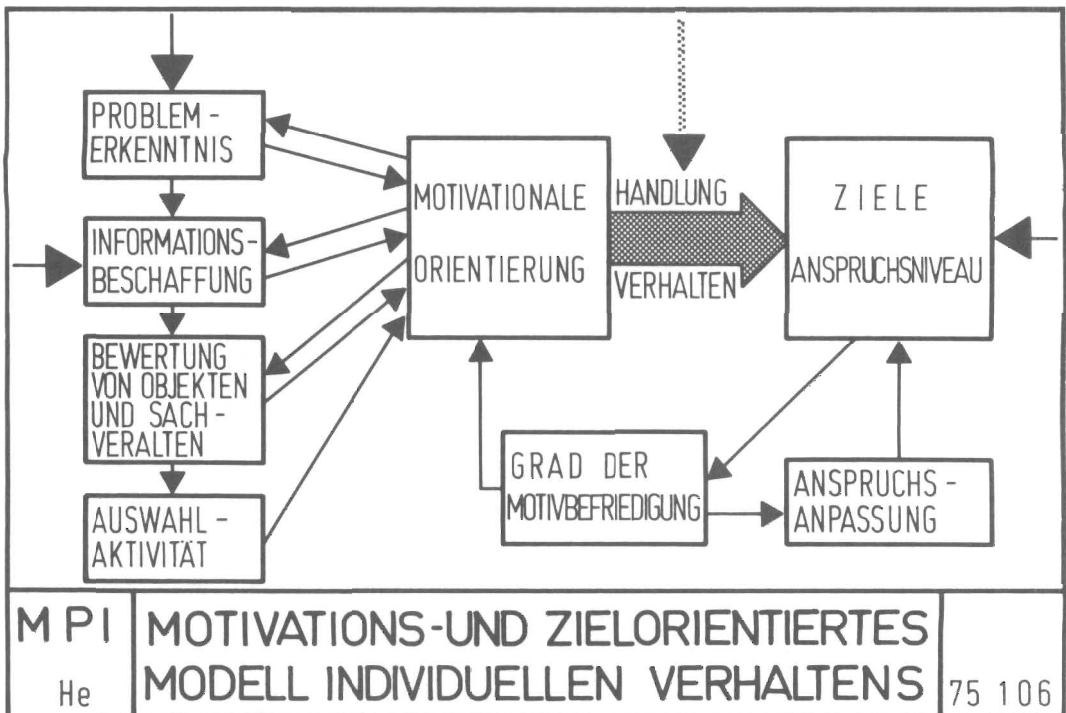 PROBLEM-
ERKENNTNIS
INFORMATIONS-
BESCHAFFUNG
BEWERTUNG
VON OBJEKTEN
UND SACH-
VERALTEN
AUSWAHL-
AKTIVITÄT
MOTIVATIONALE
ORIENTIERUNG
HANDLUNG
VERHALTEN
ZIELE
ANSPRUCHSNIVEAU
GRAD DER
MOTIVBEFRIEDIGUNG
ANSPRUCHS-
ANPASSUNG
MPI
He
MOTIVATIONS-UND ZIELORIENTIERTES
MODELL INDIVIDUELLEN VERHALTENS
75 106